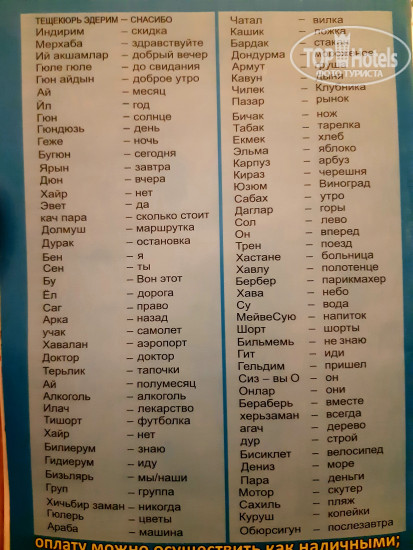 ТЕЩЕКЮРЬ ЭДЕРИМ – СНАСИБО
Индирим – скидка
Мерхаба – здравствуйте
Ий акшамлар – добрый вечер
Гюле гюле – до свидания
Гюн айдын – доброе утро
Ай – месяц
Йл – год
Гюн – солнце
Гюндюзь – день
Геже – ночь
Бугюн – сегодня
Ярын – завтра
Дюн – вчера
Хайр – нет
Эвет – да
кач пара – сколько стоит
Долмуш – маршрутка
Дурак – остановка
Бен – я
Сен – ты
Бу – Вон этот
Ёл – дорога
Саг – право
Арка – назад
учак – самолет
Хавалан – аэропорт
Доктор – доктор
Терьлик – тапочки
Ай – полумесяц
Алкоголь – алкоголь
Илач – лекарство
Тишорт – футболка
Хайр – нет
Билиерум – знаю
Гидиерум – иду
Бизьлярь – мы/наши
Груп – группа
Хичьбир заман – никогда
Гюлерь – цветы
Араба – машина
Чатал – вилка
Кашик – ложка
Бардак –
Дондурма –
Армут –
Кавун –
Чилек – Клубника
Пазар – рынок
Бичак – нож
Табак – тарелка
Екмек – хлеб
Эльма – яблоко
Карпуз – арбуз
Кираз – черешня
Юзюм – Виноград
Сабах – утро
Даглар – горы
Сол – лево
Он – вперед
Трен – поезд
Хастане – больница
Хавлу – полотенце
Бербер – парикмахер
Хава – небо
Су – вода
МейвеСую – напиток
Шорт – шорты
Бильмемь – не знаю
Гит – иди
Гельдим – пришел
Сиз – вы О – он
Онлар – они
Бераберь – вместе
херьзаман – всегда
агач – дерево
дур – строй
Бисиклет – велосипед
Дениз – море
Пара – деньги
Мотор – скутер
Сахиль – пляж
Куруш – копейки
Обюрсигун – послезавтра
оплату можно осуществить как наличными;
TopHotels
ФОТО ТУРИСТА